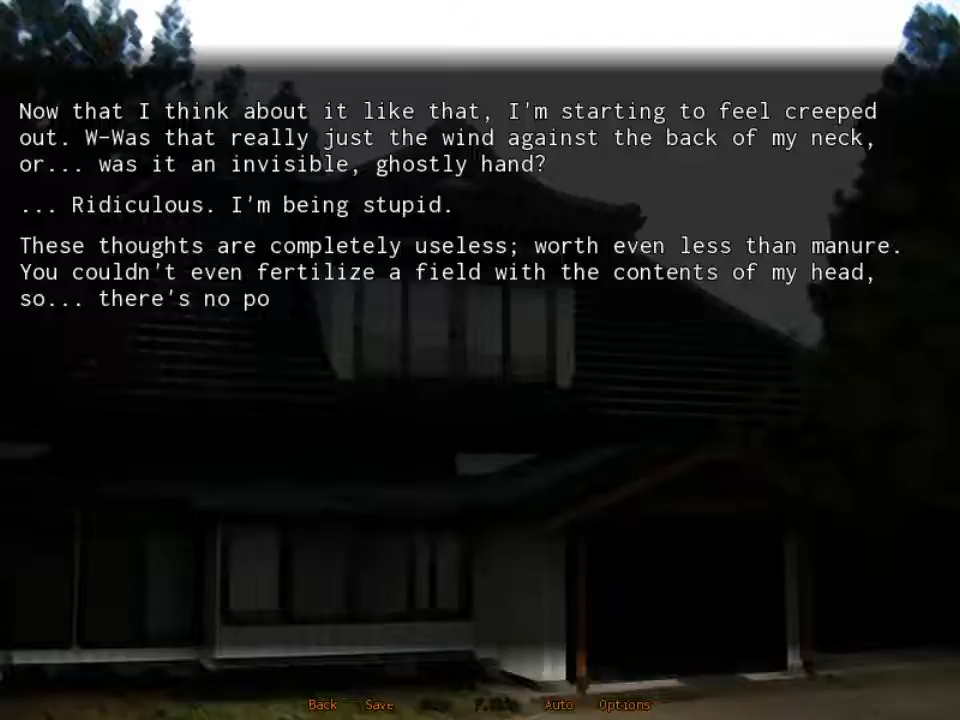 Now that I think about it like that, I'm starting to feel creeped
out. W-Was that really just the wind against the back of my neck,
or... was it an invisible, ghostly hand?
... Ridiculous. I'm being stupid.
These thoughts are completely useless; worth even less than manure.
You couldn't even fertilize a field with the contents of my head,
so... there's no po
Back Save Skip F.Skip Auto Options